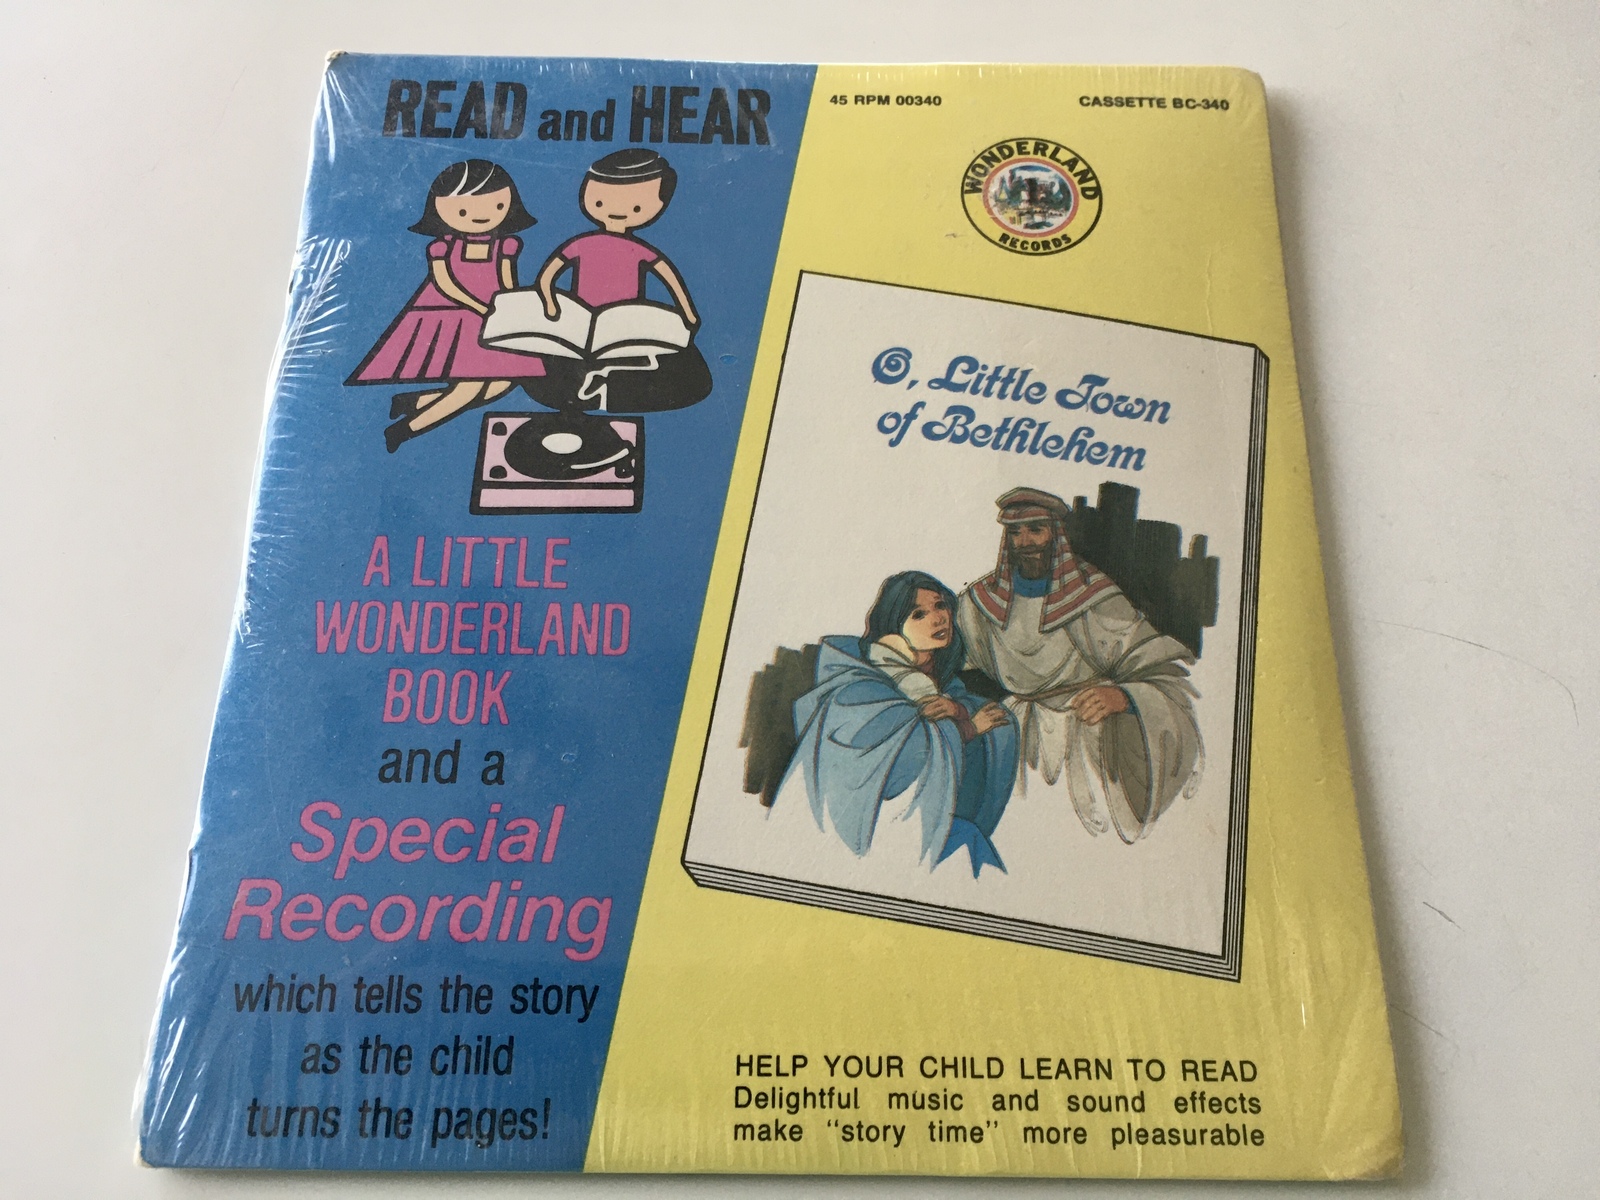 READ and HEAR
A LITTLE
WONDERLAND
BOOK
and a
Special
Recording
which tells the story
as the child
turns the pages!
45 RPM 00340
CASSETTE BC-340
WONDERLAND
RECORDS
O, Little Town
of Bethlehem
HELP YOUR CHILD LEARN TO READ
Delightful music and sound effects
make "story time" more pleasurable